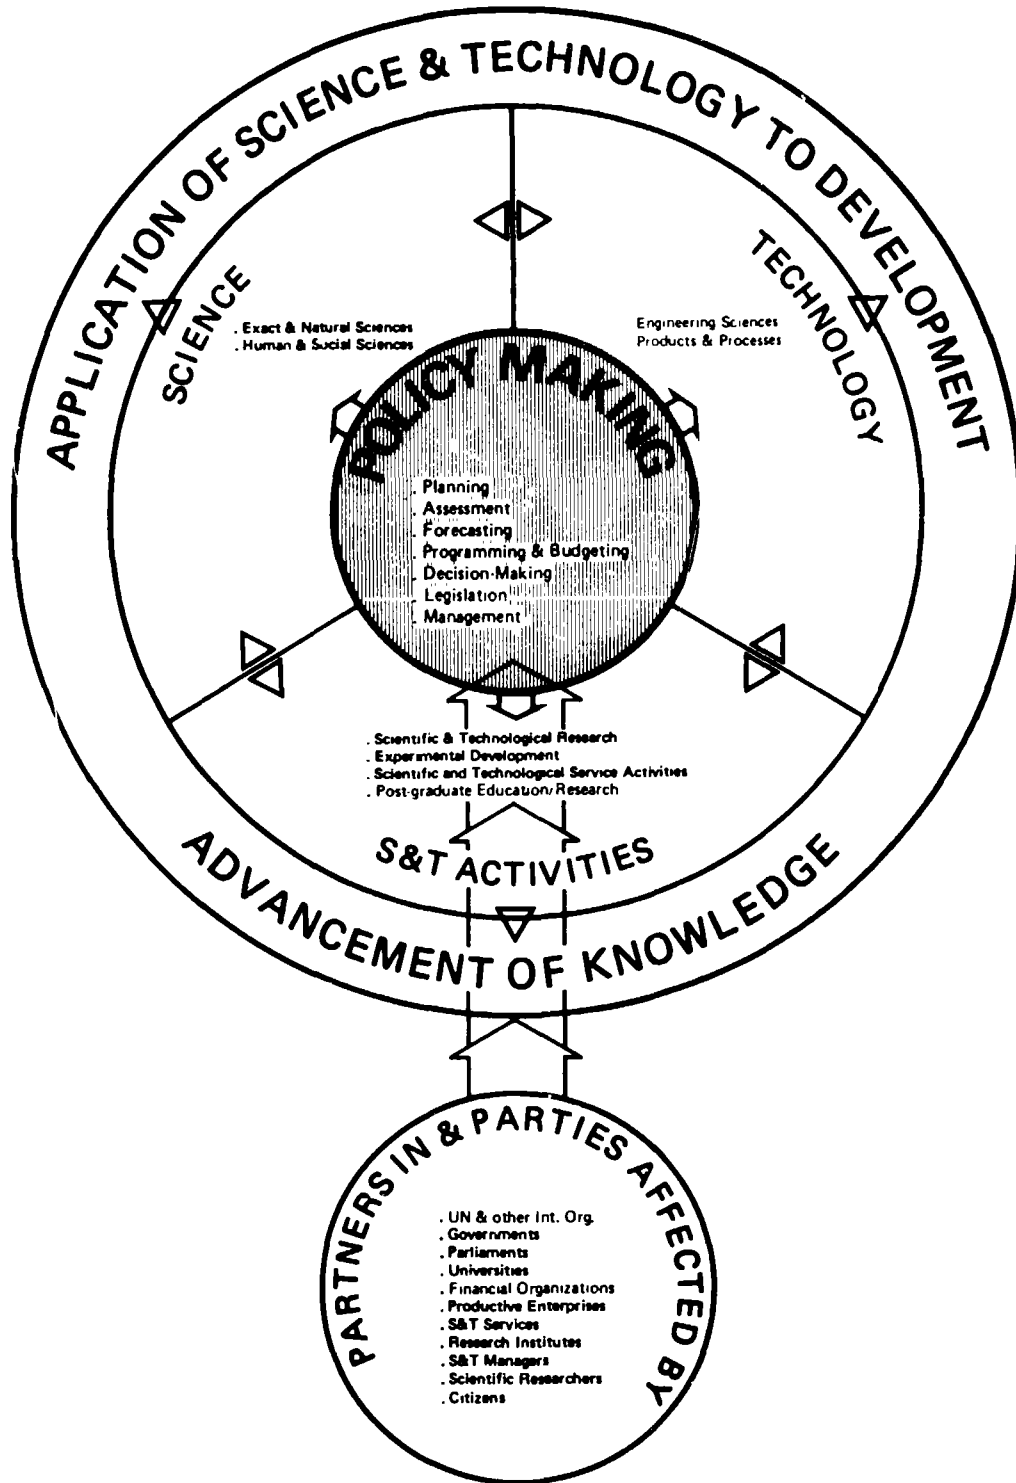 APPLICATION OF SCIENCE & TECHNOLOGY TO DEVELOPMENT
SCIENCE
. Exact & Natural Sciences
. Human & Social Sciences
TECHNOLOGY
Engineering Sciences
Products & Processes
POLICY MAKING
. Planning
. Assessment
. Forecasting
. Programming & Budgeting
. Decision-Making
. Legislation
. Management
. Scientific & Technological Research
. Experimental Development
. Scientific and Technological Service Activities
. Post-graduate Education/Research
S&T ACTIVITIES
ADVANCEMENT OF KNOWLEDGE
PARTNERS IN & PARTIES AFFECTED BY
. UN & other Int. Org.
. Governments
. Parliaments
. Universities
. Financial Organizations
. Productive Enterprises
. S&T Services
. Research Institutes
. S&T Managers
. Scientific Researchers
. Citizens